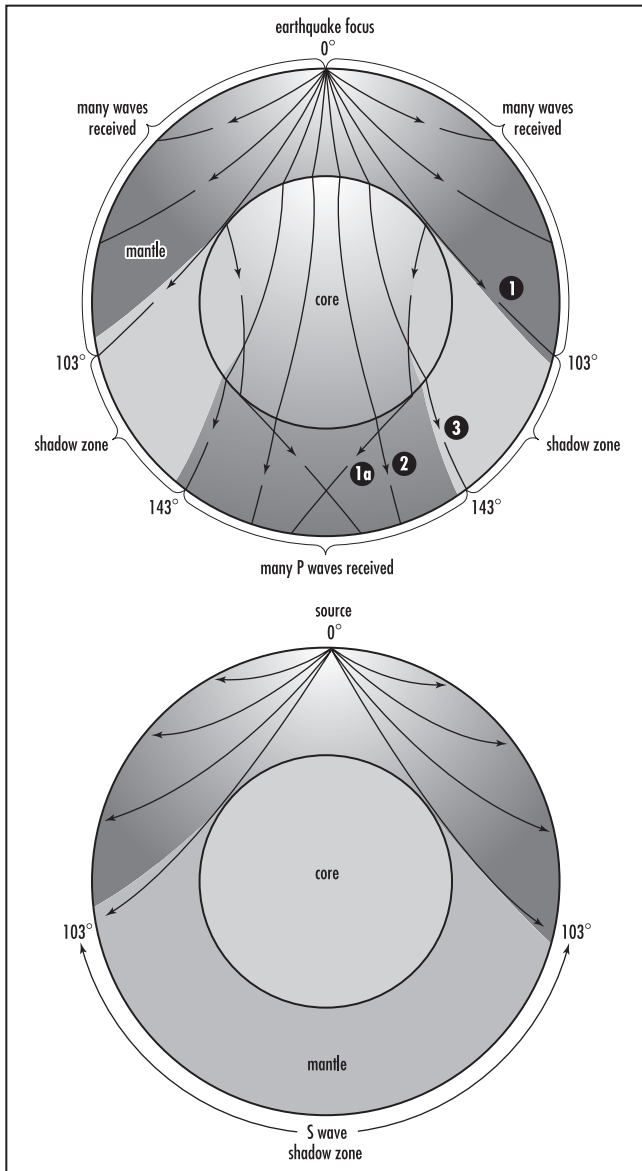 earthquake focus
0°
many waves
received
many waves
received
mantle
core
1
103°
103°
shadow zone
3
shadow zone
1a
2
143°
143°
many P waves received
source
0°
core
103°
103°
mantle
S wave
shadow zone